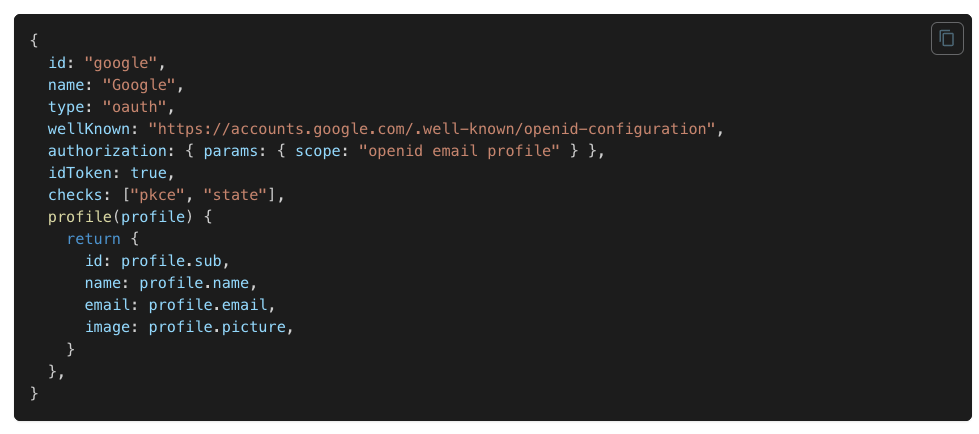 {
  id: "google",
  name: "Google",
  type: "oauth",
  wellKnown: "https://accounts.google.com/.well-known/openid-configuration",
  authorization: { params: { scope: "openid email profile" } },
  idToken: true,
  checks: ["pkce", "state"],
  profile(profile) {
    return {
      id: profile.sub,
      name: profile.name,
      email: profile.email,
      image: profile.picture,
    }
  },
}